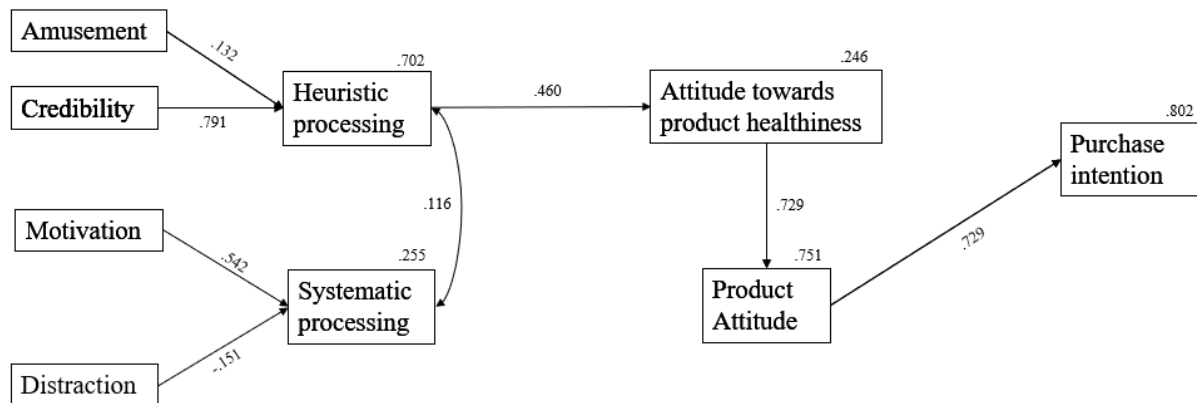 Amusement
.132
.702
.246
Heuristic
processing
.460
Attitude towards
product healthiness
.802
Credibility
.791
Purchase
intention
.116
.729
.729
Motivation
.542
.255
.751
Systematic
processing
Product
Attitude
-.151
Distraction